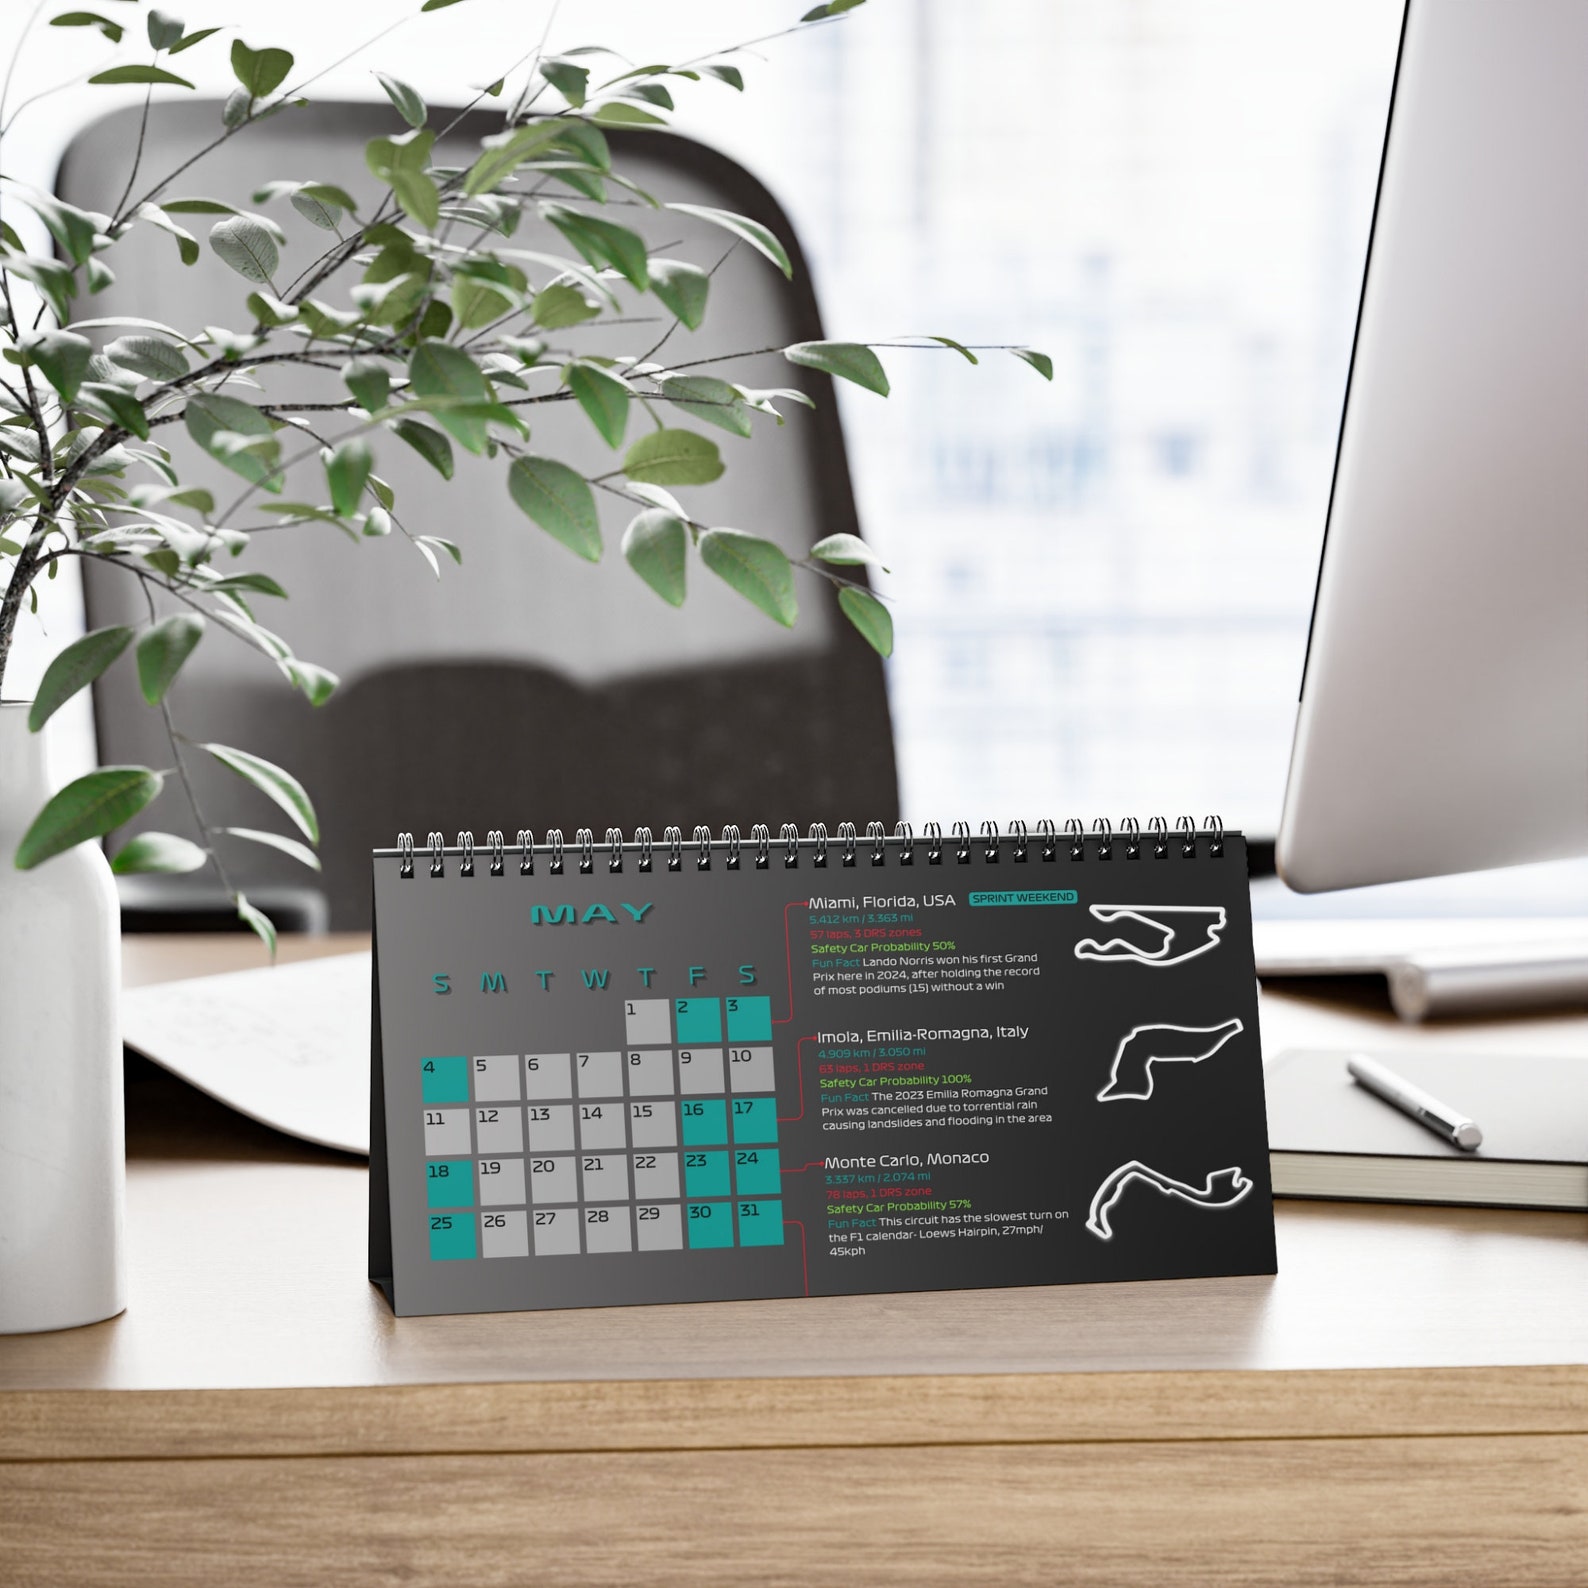 MAY
S M T W T F S
1 2 3
4 5 6 7 8 9 10
11 12 13 14 15 16 17
18 19 20 21 22 23 24
25 26 27 28 29 30 31
Miami, Florida, USA SPRINT WEEKEND
5.412 km / 3.363 mi
57 laps, 3 DRS zones
Safety Car Probability 50%
Fun Fact Lando Norris won his first Grand
Prix here in 2024, after holding the record
of most podiums (15) without a win
Imola, Emilia-Romagna, Italy
4.909 km / 3.050 mi
63 laps, 1 DRS zone
Safety Car Probability 100%
Fun Fact The 2023 Emilia Romagna Grand
Prix was cancelled due to torrential rain
causing landslides and flooding in the area
Monte Carlo, Monaco
3.337 km / 2.074 mi
78 laps, 1 DRS zone
Safety Car Probability 57%
Fun Fact This circuit has the slowest turn on
the F1 calendar- Loews Hairpin, 27mph/
45kph